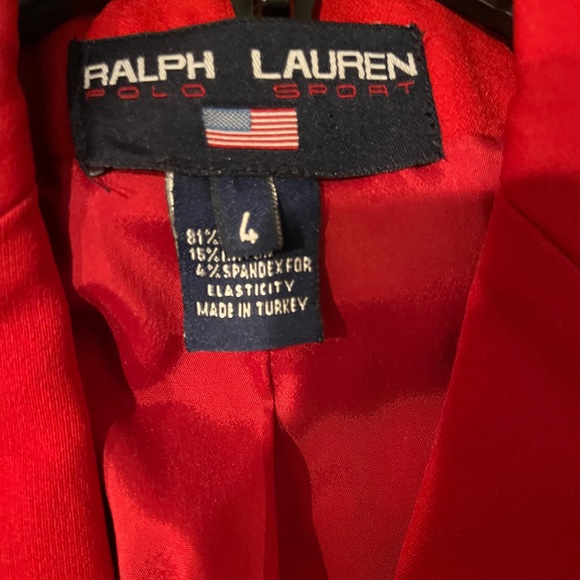 RALPH LAUREN
POLO SPORT
4
81%
15%
4% SPANDEX FOR
ELASTICITY
MADE IN TURKEY